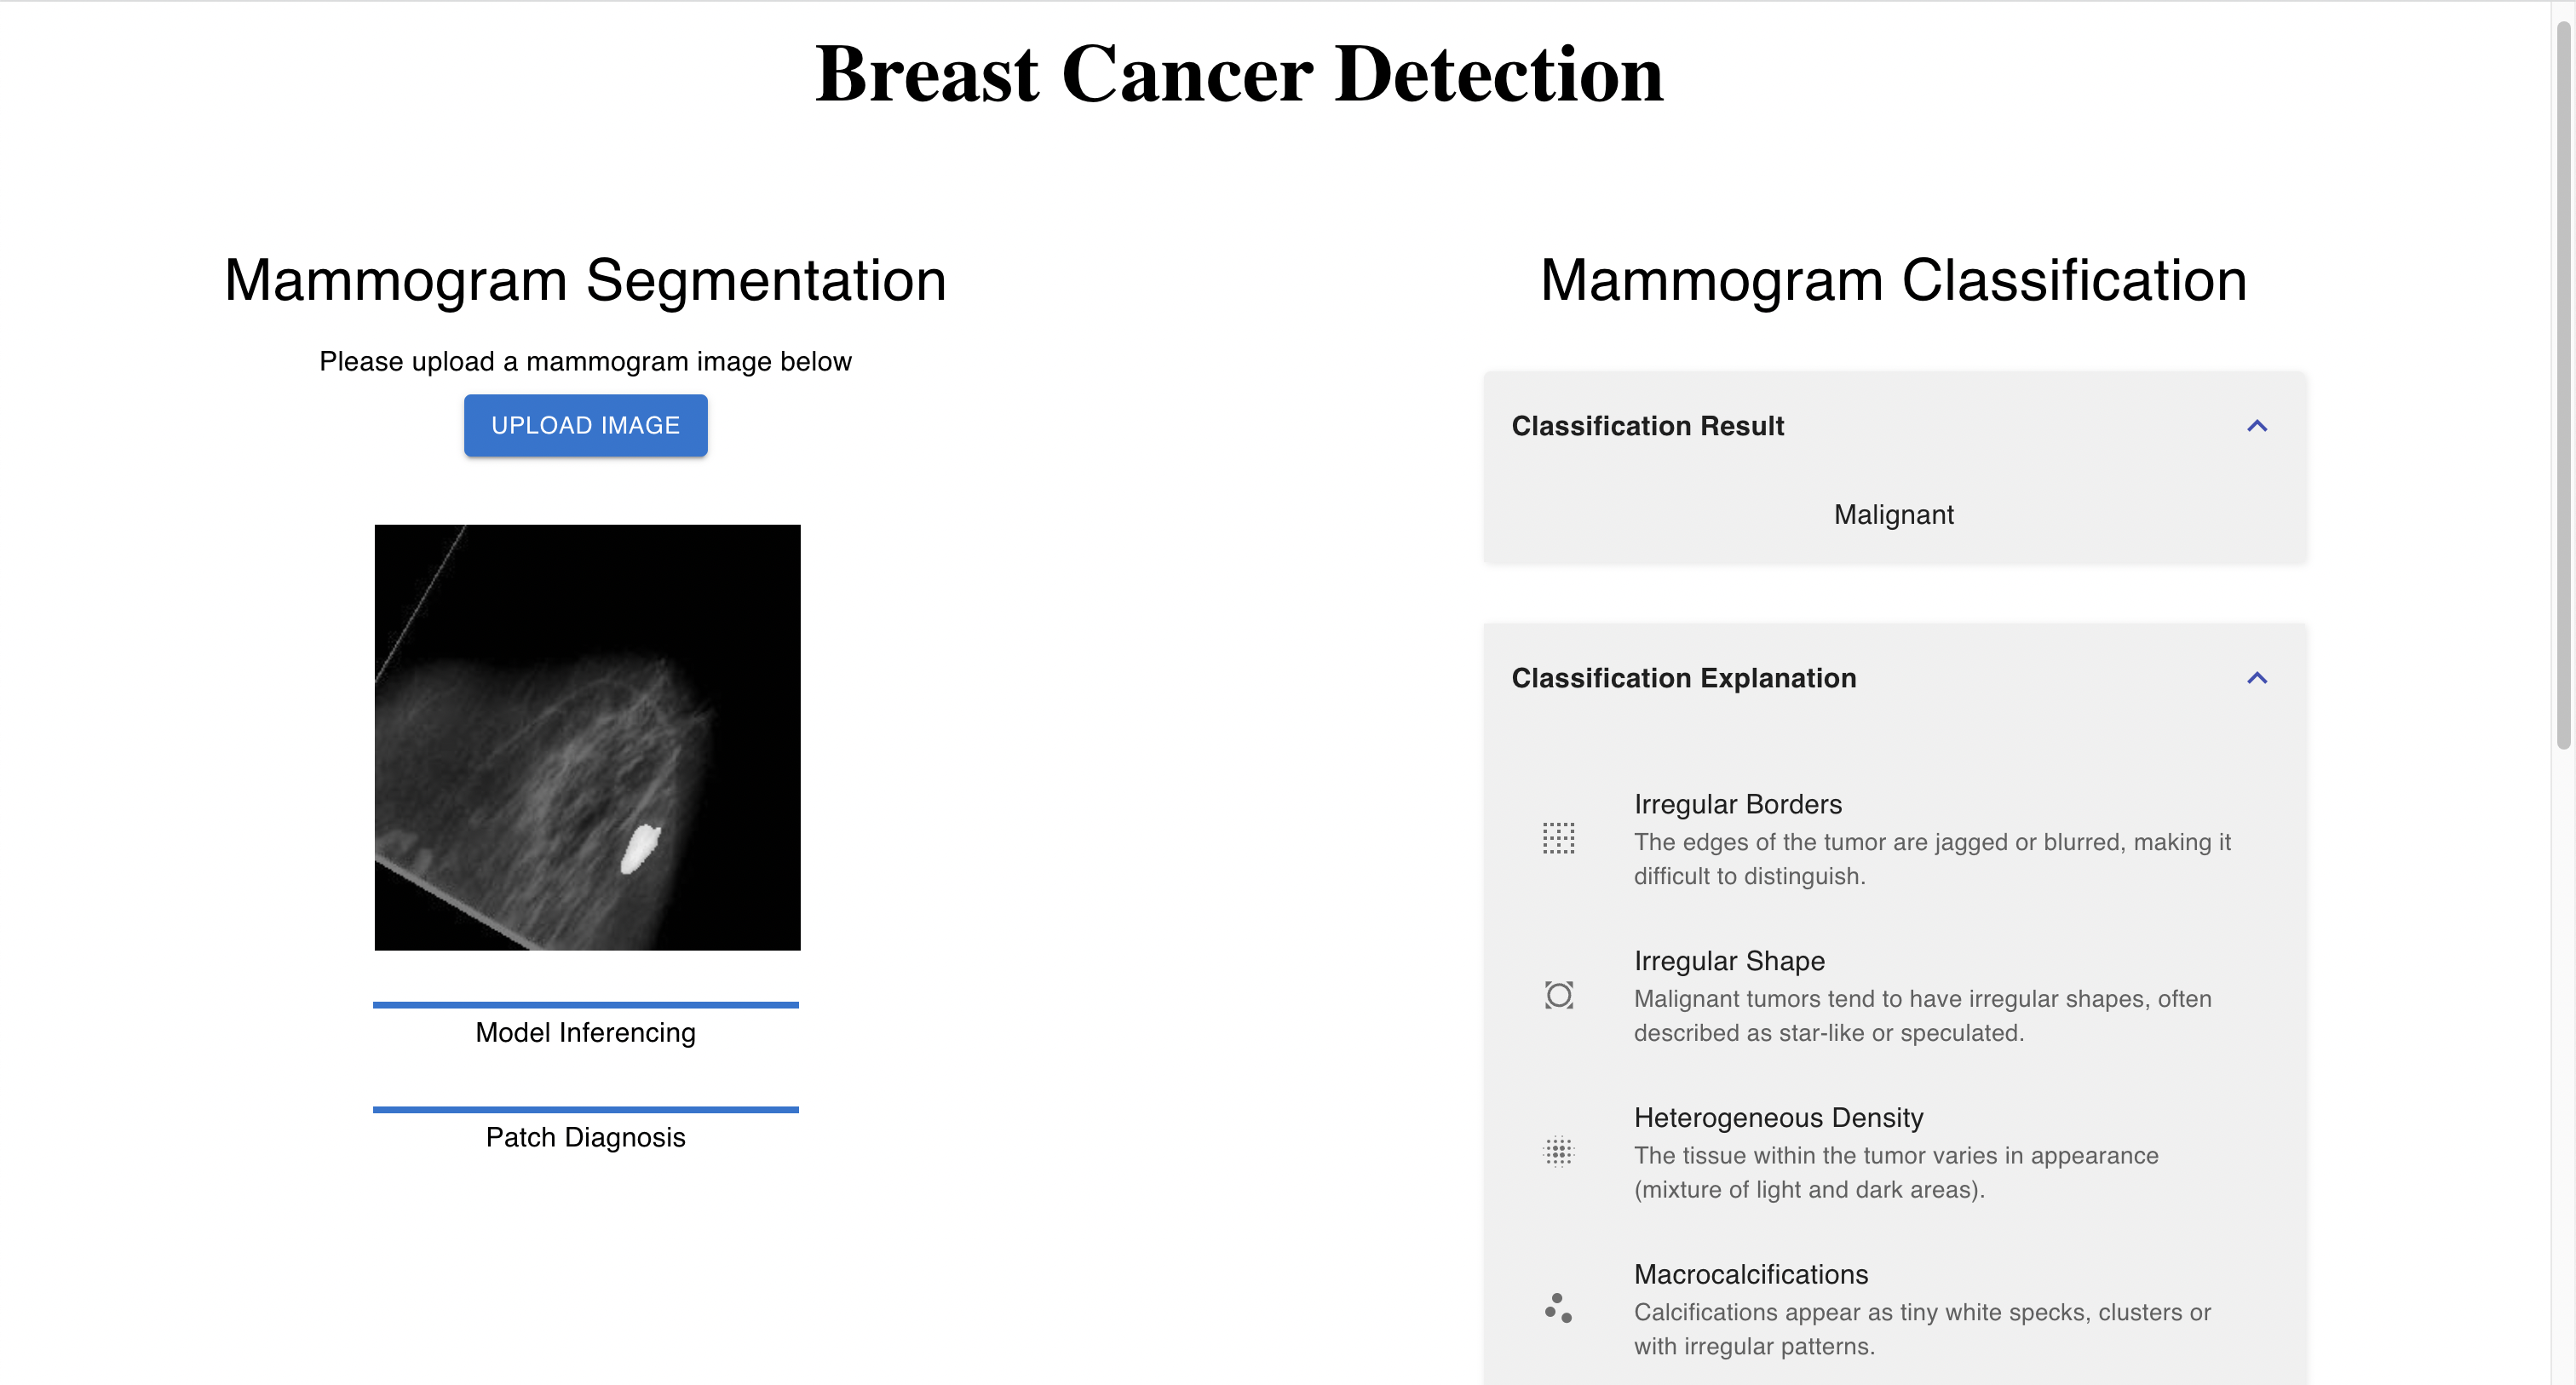 Breast Cancer Detection
Mammogram Segmentation
Please upload a mammogram image below
UPLOAD IMAGE
Model Inferencing
Patch Diagnosis
Mammogram Classification
Classification Result
Malignant
Classification Explanation
Irregular Borders
The edges of the tumor are jagged or blurred, making it
difficult to distinguish.
Irregular Shape
Malignant tumors tend to have irregular shapes, often
described as star-like or speculated.
Heterogeneous Density
The tissue within the tumor varies in appearance
(mixture of light and dark areas).
Macrocalcifications
Calcifications appear as tiny white specks, clusters or
with irregular patterns.